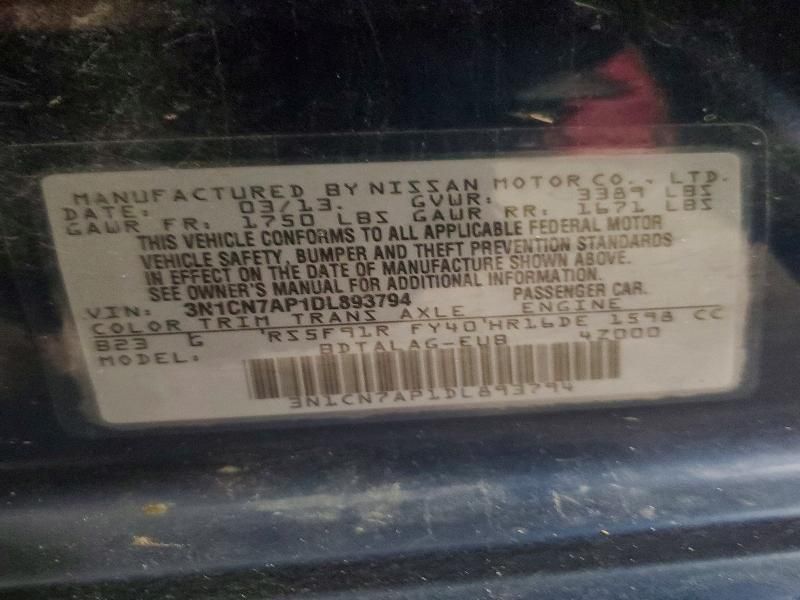 MANUFACTURED BY NISSAN MOTOR CO., LTD.
DATE: 03/13. GVWR: 3389 LBS
GAWR FR: 1750 LBS GAWR RR: 1671 LBS
THIS VEHICLE CONFORMS TO ALL APPLICABLE FEDERAL MOTOR
VEHICLE SAFETY, BUMPER AND THEFT PREVENTION STANDARDS
IN EFFECT ON THE DATE OF MANUFACTURE SHOWN ABOVE.
SEE OWNER'S MANUAL FOR ADDITIONAL INFORMATION.
VIN: 3N1CN7AP1DL893794 PASSENGER CAR.
COLOR TRIM TRANS AXLE ENGINE
B23 G RS5F91R FY40 HR16DE 1598 CC
MODEL: BDTALAG-EUB 4Z000
3N1CN7AP1DL893794